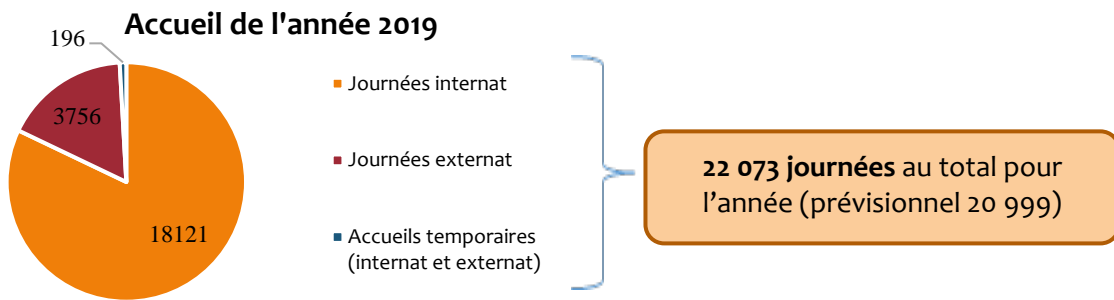 Accueil de l'année 2019
196
3756
18121
Journées internat
Journées externat
Accueils temporaires
(internat et externat)
22 073 journées au total pour
l’année (prévisionnel 20 999)